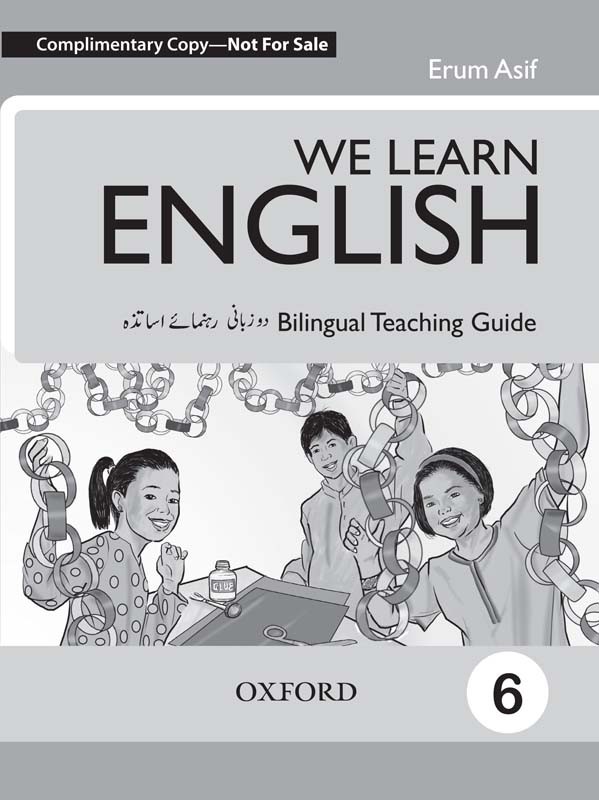 Complimentary Copy—Not For Sale
Erum Asif
WE LEARN
ENGLISH
دو زبانی رہنمائے اساتذہ Bilingual Teaching Guide
GLUE
OXFORD
6